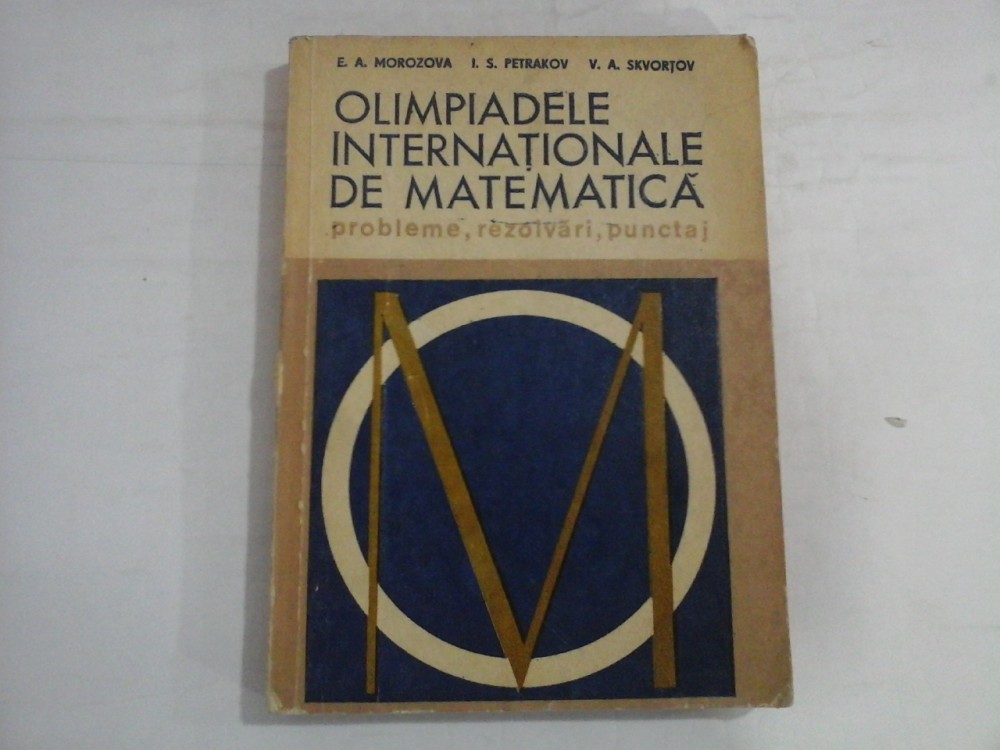 E. A. MOROZOVA I. S. PETRAKOV V. A. SKVORȚOV
OLIMPIADELE
INTERNAȚIONALE
DE MATEMATICĂ
probleme, rezolvări, punctaj